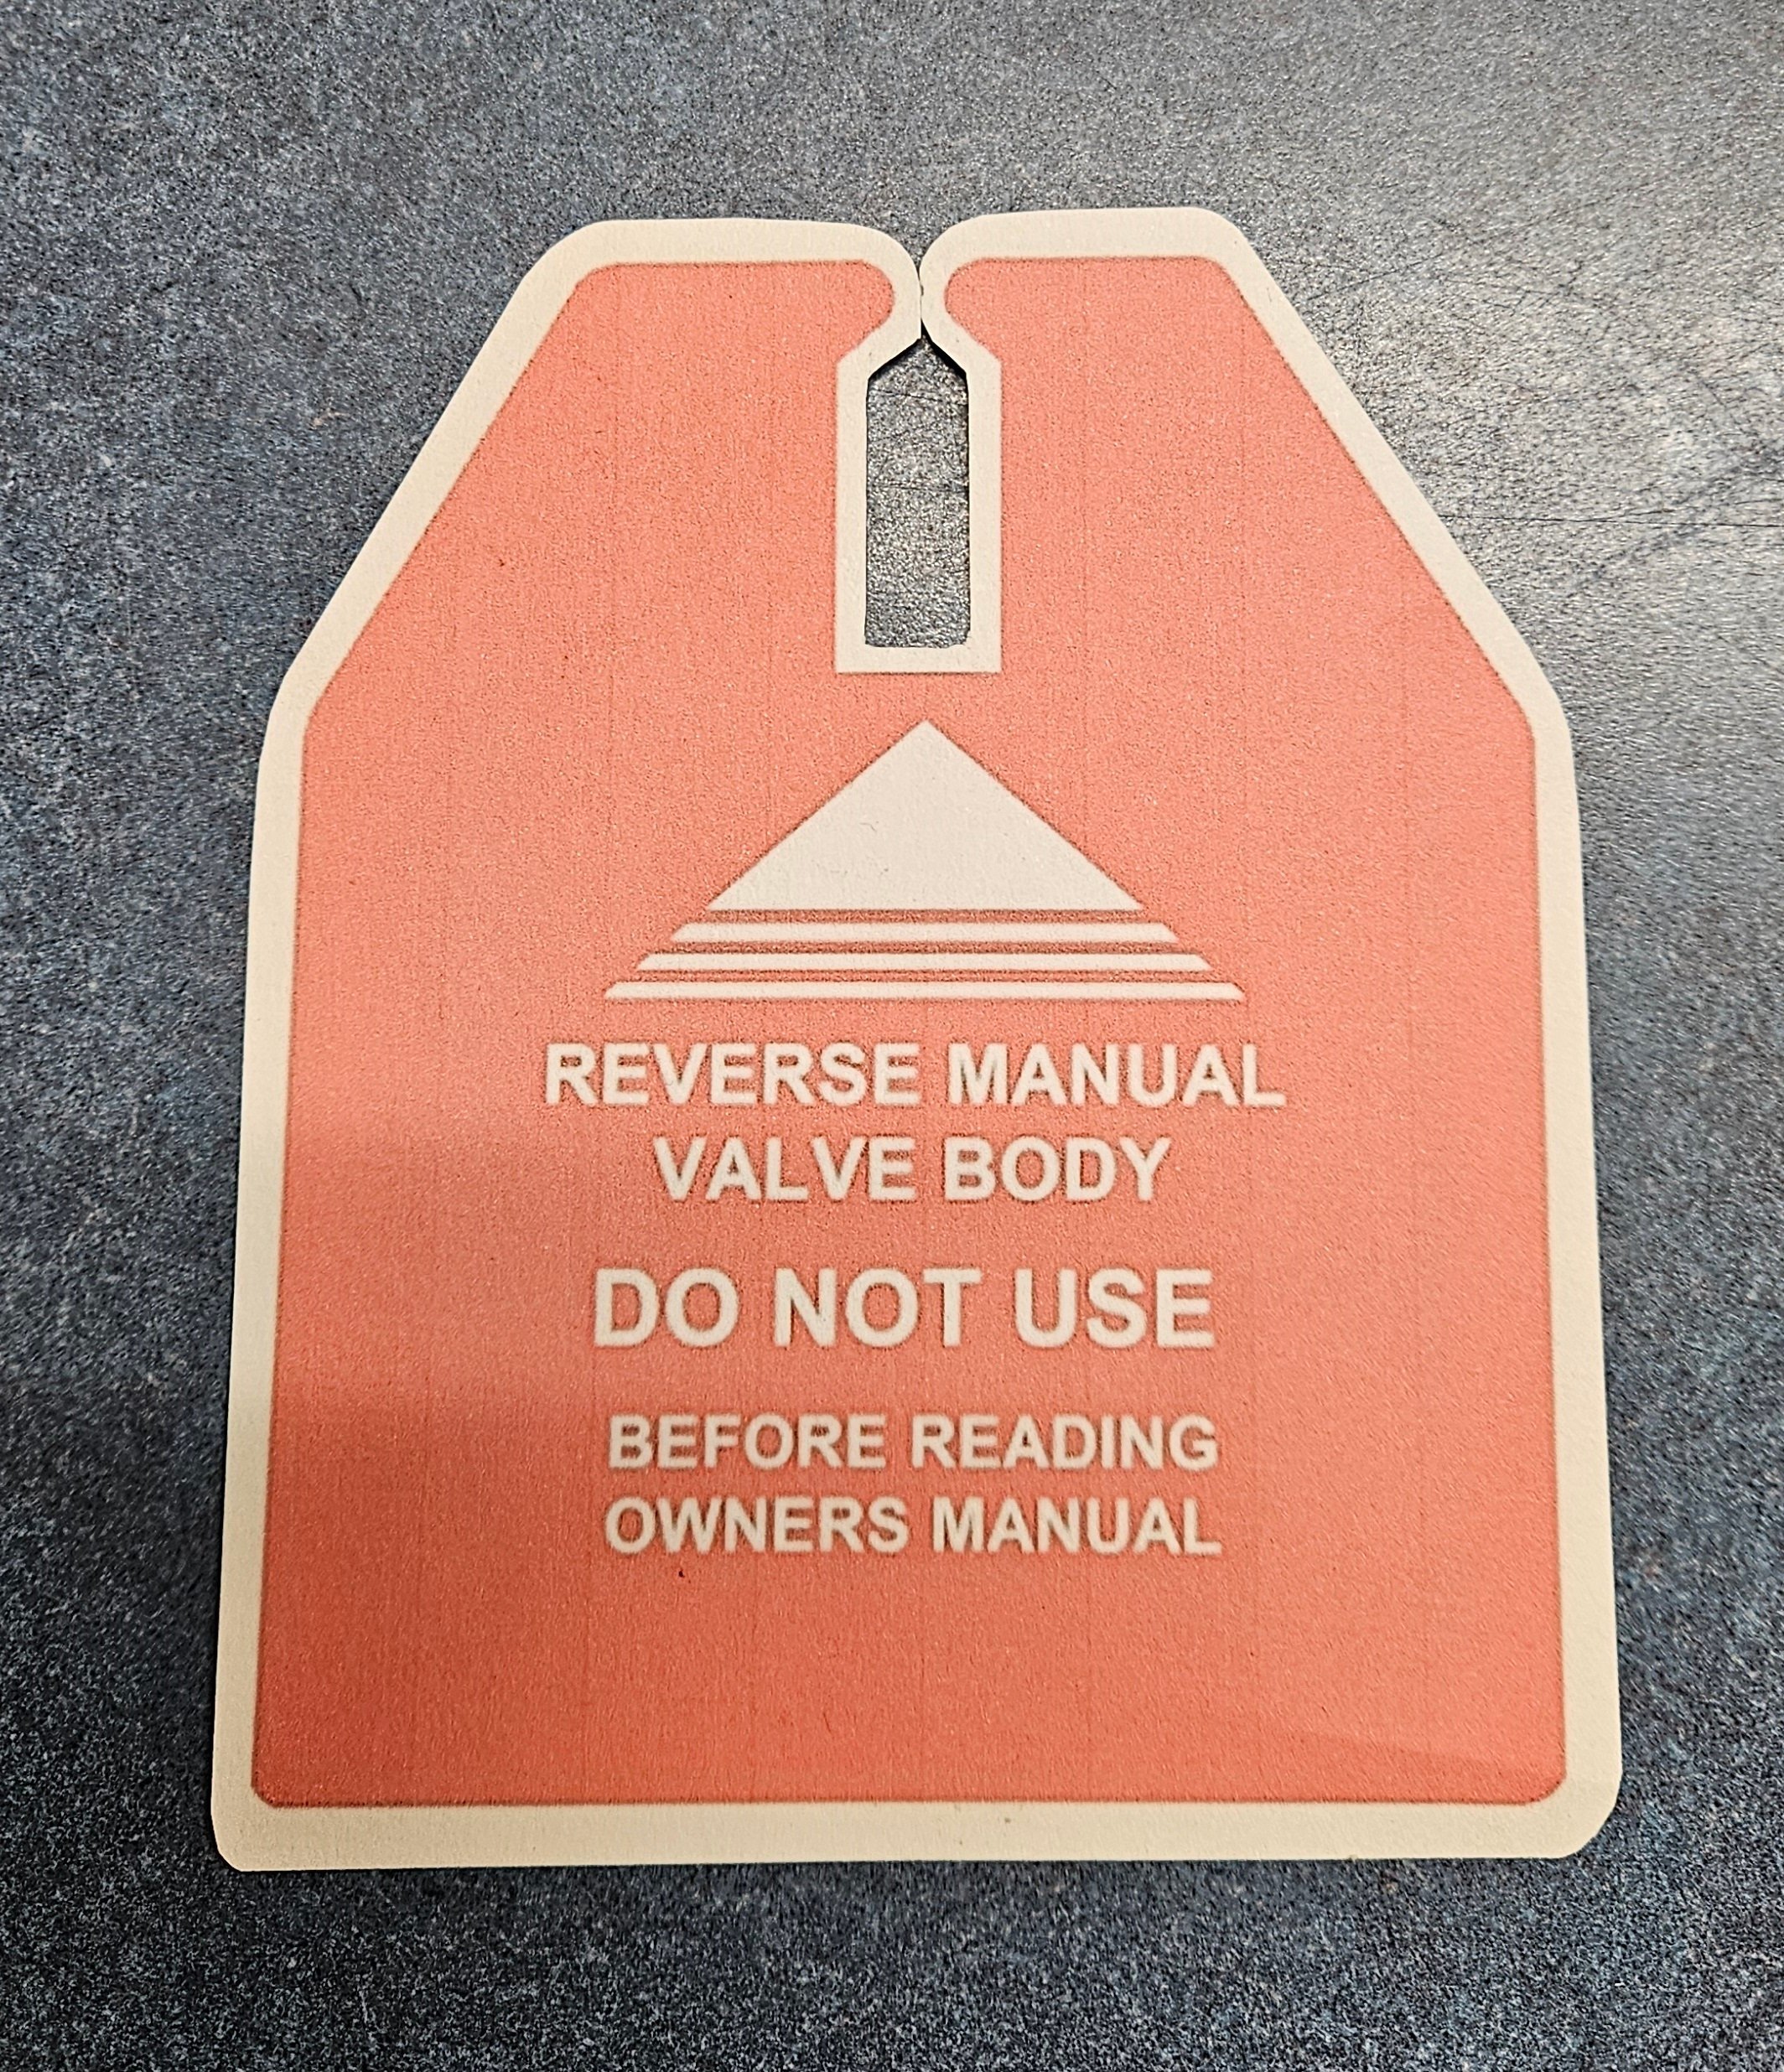 REVERSE MANUAL
VALVE BODY
DO NOT USE
BEFORE READING
OWNERS MANUAL